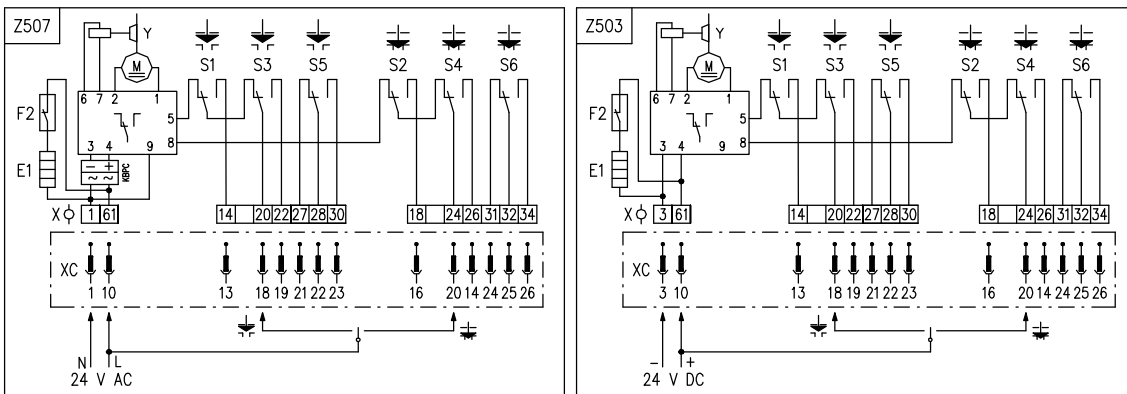 Z507
Y
M
S1 S3 S5 S2 S4 S6
6 7 2 1
F2
5
8
3 4 9
E1
− +
~ ~
KBPC
X 1 61 14 20 22 27 28 30 18 24 26 31 32 34
XC
1 10 13 18 19 21 22 23 16 20 14 24 25 26
N L
24 V AC
Z503
Y
M
S1 S3 S5 S2 S4 S6
6 7 2 1
F2
5
8
3 4 9
E1
X 3 61 14 20 22 27 28 30 18 24 26 31 32 34
XC
3 10 13 18 19 21 22 23 16 20 14 24 25 26
− +
24 V DC